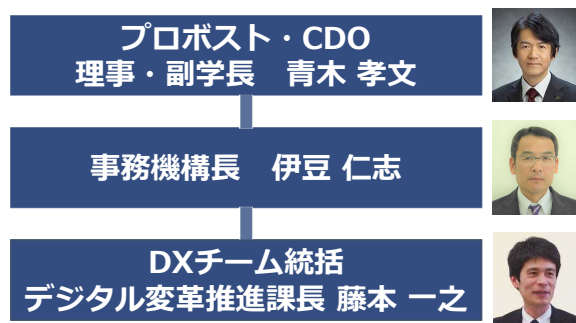 プロボスト・CDO
理事・副学長　青木 孝文
事務機構長　伊豆 仁志
DXチーム統括
デジタル変革推進課長 藤本 一之